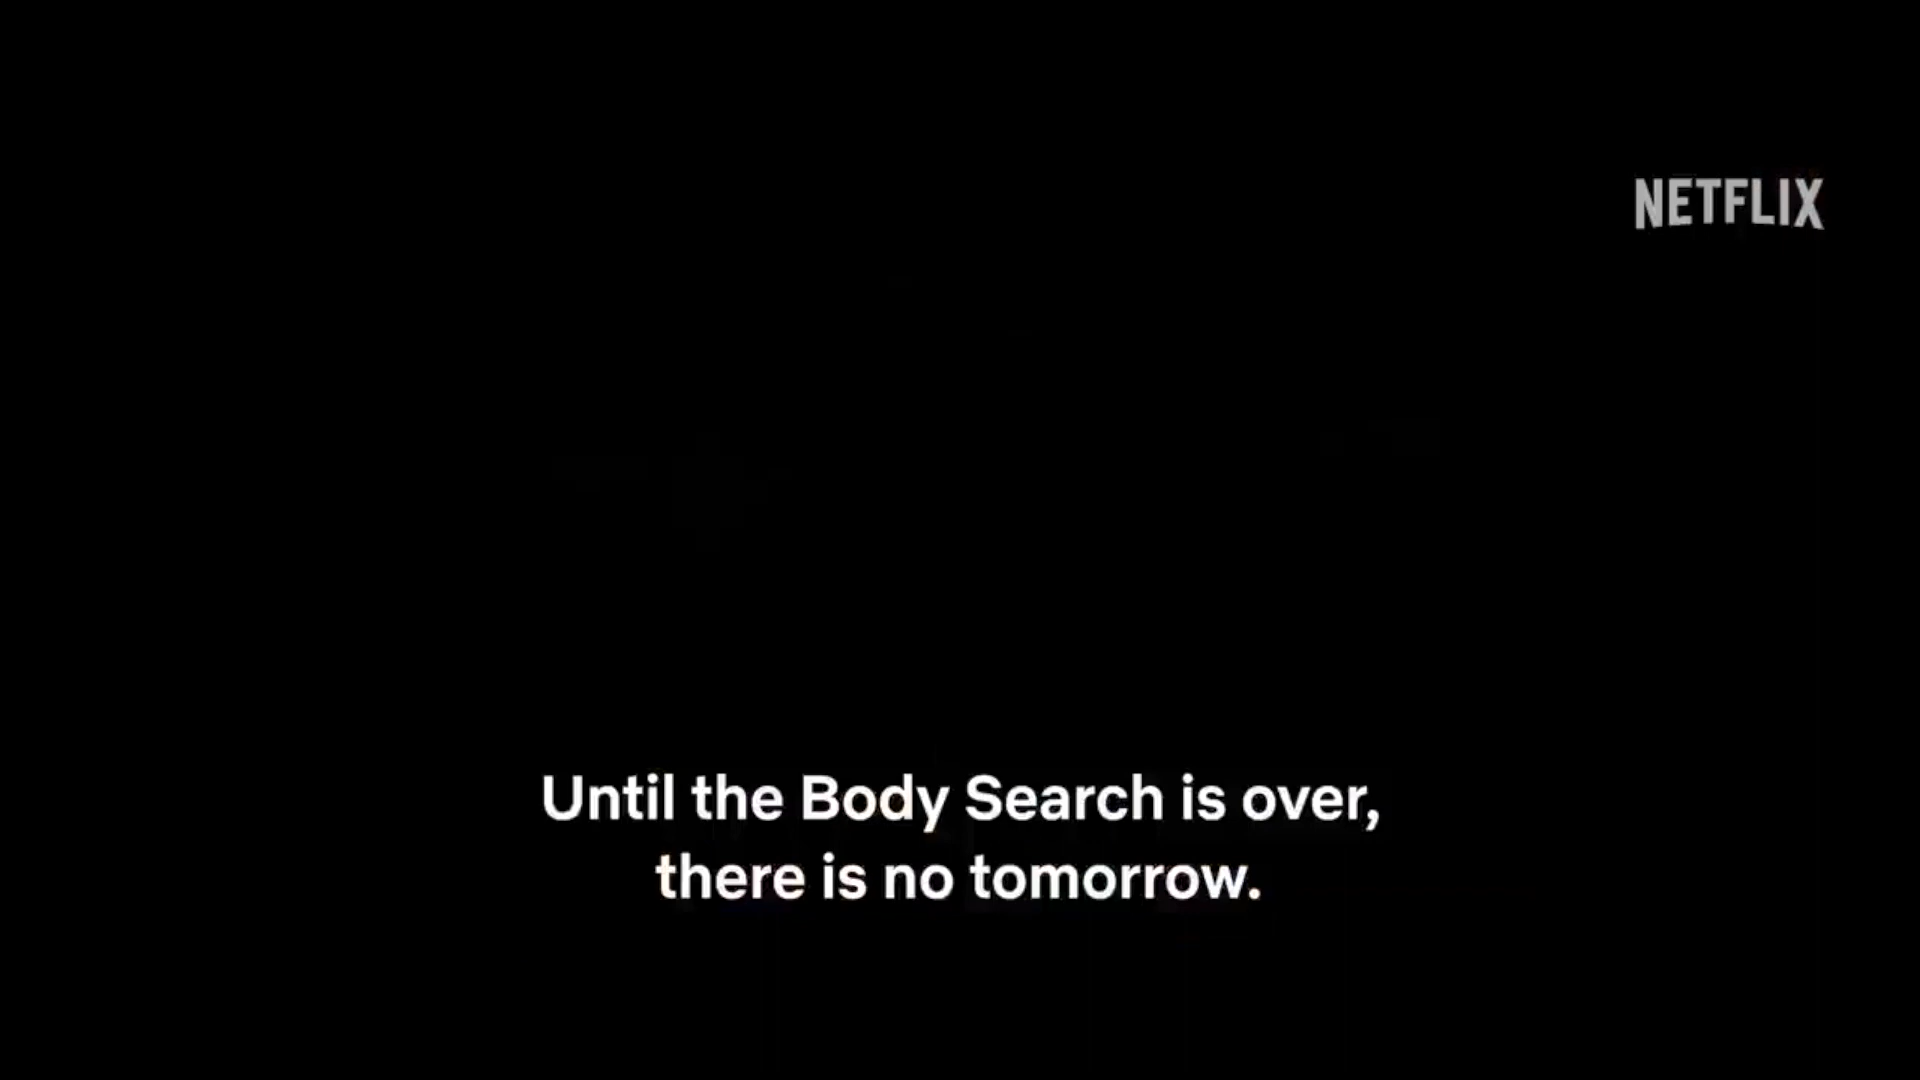 NETFLIX
Until the Body Search is over,
there is no tomorrow.